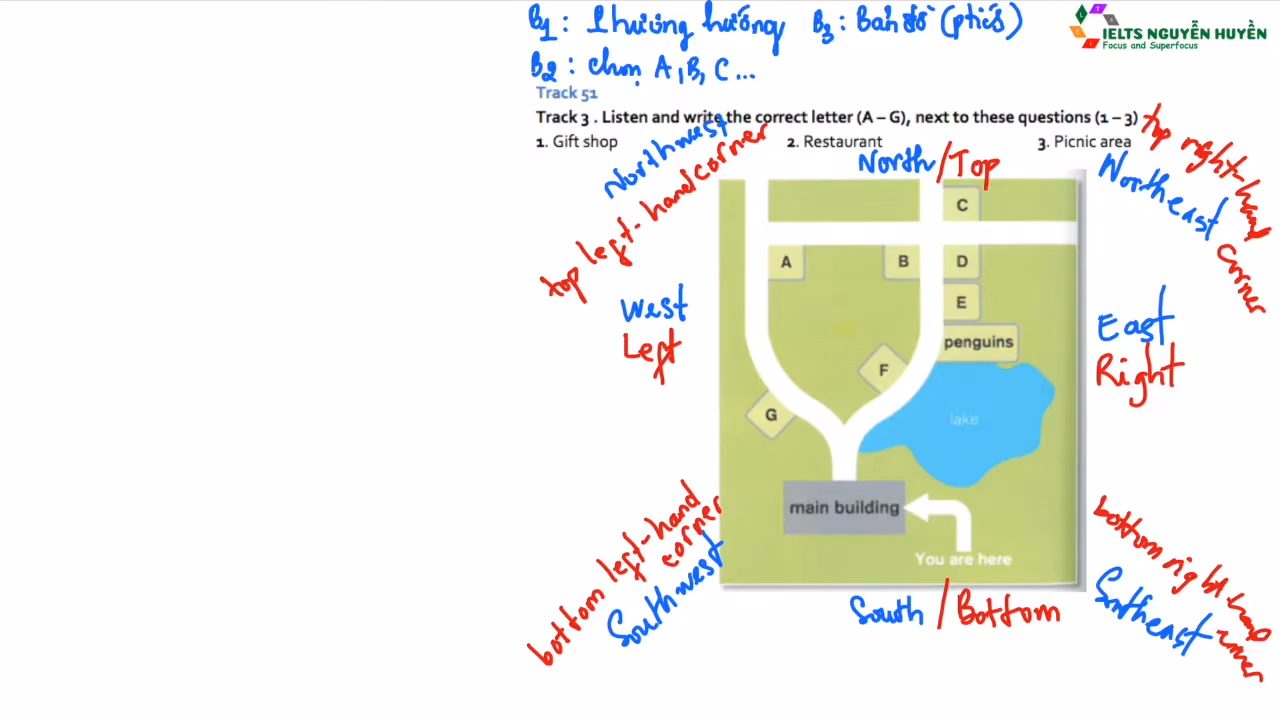 B1: Phương hướng B3: Bản đồ (ptích)
B2: chọn A, B, C...
IELTS NGUYỄN HUYỀN
Focus and Superfocus
Track 51
Track 3 . Listen and write the correct letter (A – G), next to these questions (1 – 3)
1. Gift shop 2. Restaurant 3. Picnic area
Northwest
top left-hand corner
North/Top
top right-hand corner
Northeast
C
A B D
E
West
Left
penguins
East
Right
F
G
lake
main building
You are here
bottom left-hand corner
Southwest
South/Bottom
bottom right-hand corner
Southeast